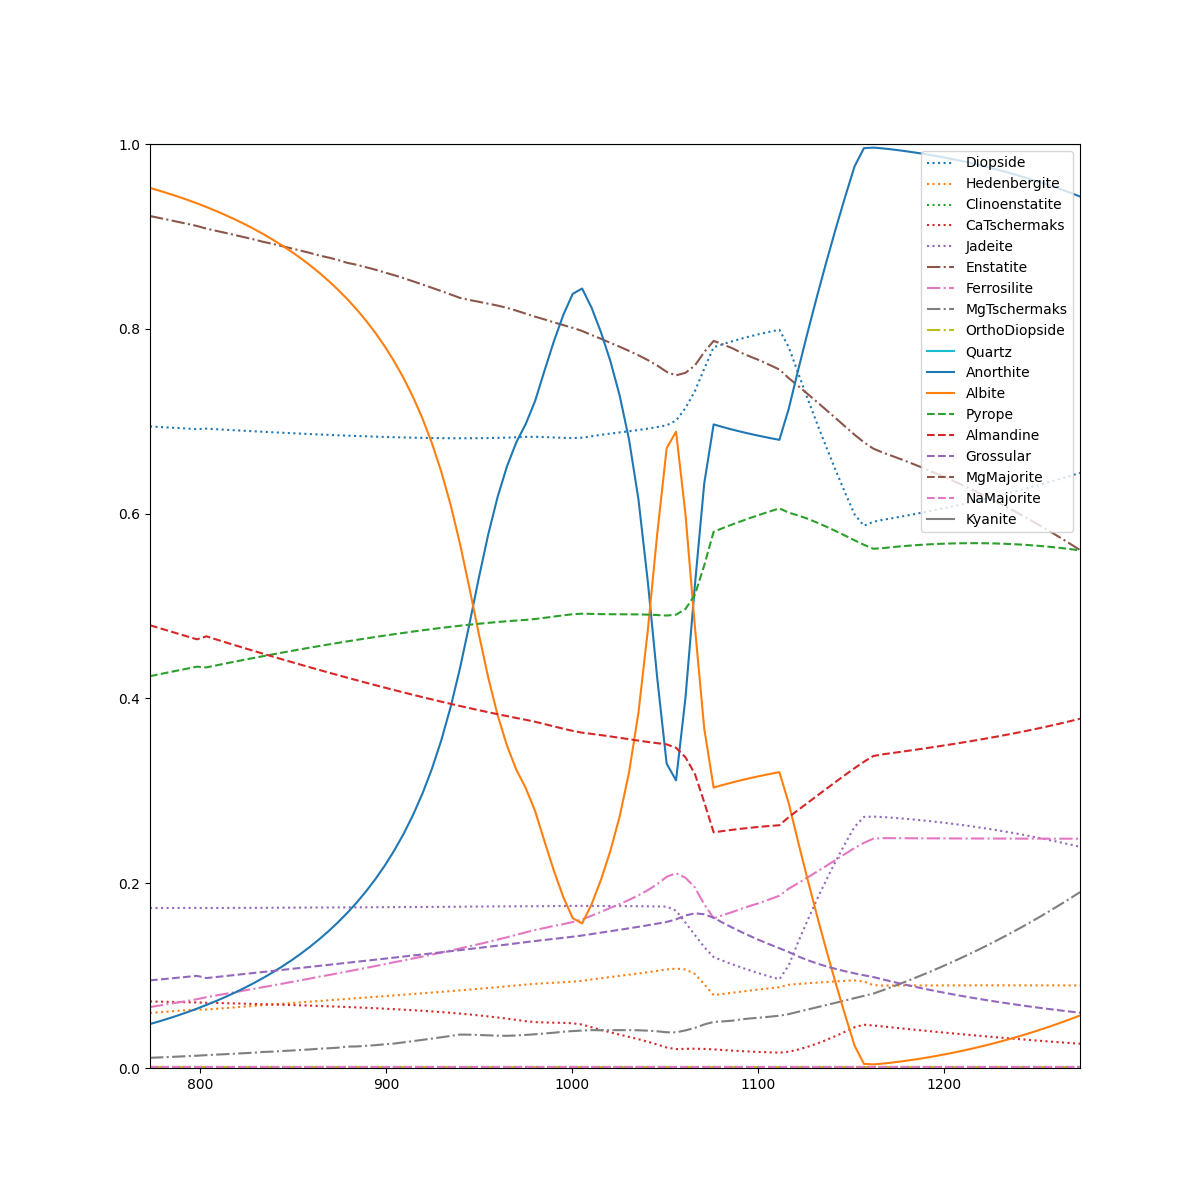 1.0
0.8
0.6
0.4
0.2
0.0
800
900
1000
1100
1200
Diopside
Hedenbergite
Clinoenstatite
CaTschermaks
Jadeite
Enstatite
Ferrosilite
MgTschermaks
OrthoDiopside
Quartz
Anorthite
Albite
Pyrope
Almandine
Grossular
MgMajorite
NaMajorite
Kyanite